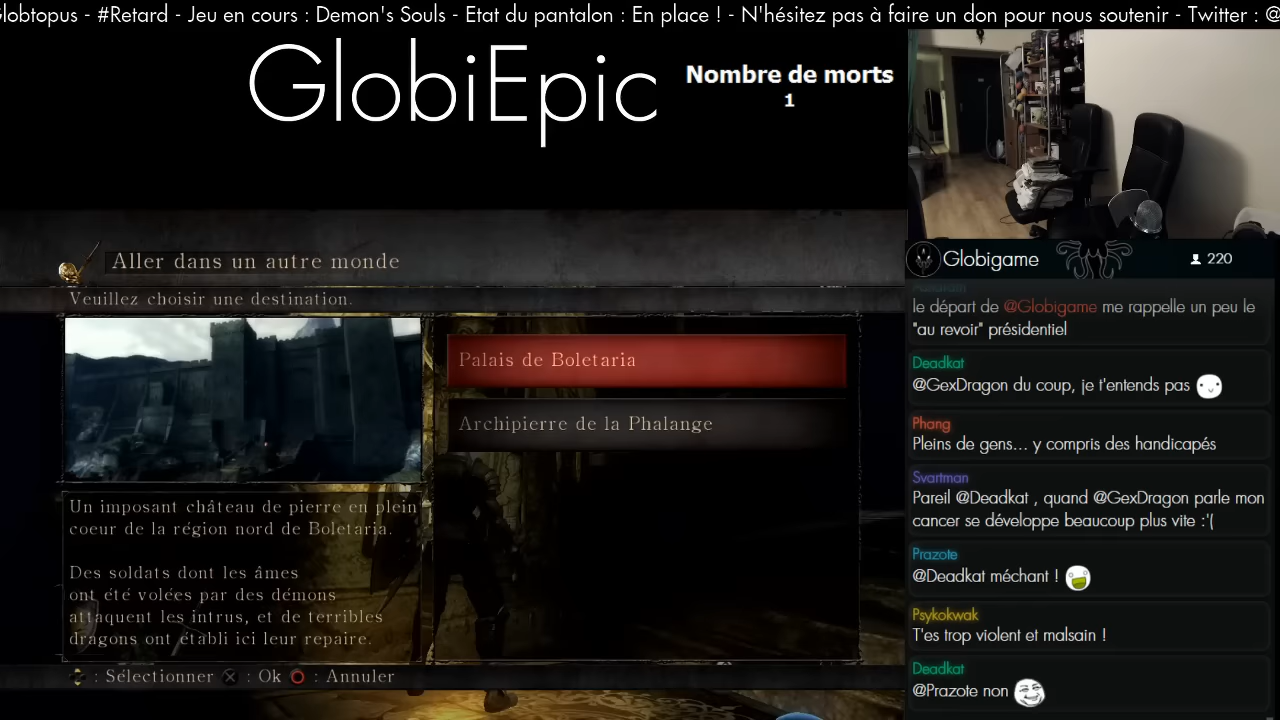 lobtopus - #Retard - Jeu en cours : Demon's Souls - Etat du pantalon : En place ! - N'hésitez pas à faire un don pour nous soutenir - Twitter : @
GlobiEpic
Nombre de morts
1
Aller dans un autre monde
Veuillez choisir une destination.
Palais de Boletaria
Archipierre de la Phalange
Un imposant château de pierre en plein
coeur de la région nord de Boletaria.
Des soldats dont les âmes
ont été volées par des démons
attaquent les intrus, et de terribles
dragons ont établi ici leur repaire.
: Sélectionner : Ok : Annuler
Globigame 220
le départ de @Globigame me rappelle un peu le
"au revoir" présidentiel
Deadkat
@GexDragon du coup, je t'entends pas
Phang
Pleins de gens... y compris des handicapés
Svartman
Pareil @Deadkat , quand @GexDragon parle mon
cancer se développe beaucoup plus vite :'(
Prazote
@Deadkat méchant !
Psykokwak
T'es trop violent et malsain !
Deadkat
@Prazote non